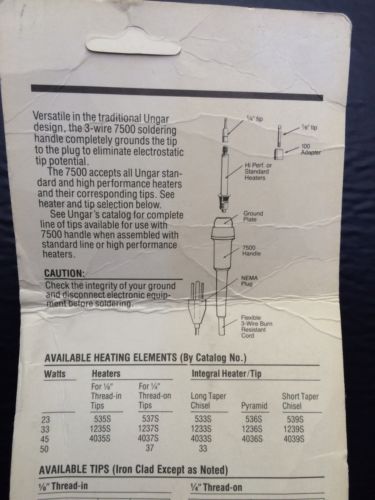 Versatile in the traditional Ungar
design, the 3-wire 7500 soldering
handle completely grounds the tip
to the plug to eliminate electrostatic
tip potential.
The 7500 accepts all Ungar stan-
dard and high performance heaters
and their corresponding tips. See
heater and tip selection below.
See Ungar's catalog for complete
line of tips available for use with
7500 handle when assembled with
standard line or high performance
heaters.
CAUTION:
Check the integrity of your ground
and disconnect electronic equip-
ment before soldering.
¼" tip
⅛" tip
100
Adapter
Hi Perf. or
Standard
Heaters
Ground
Plate
7500
Handle
NEMA
Plug
Flexible
3-Wire Burn
Resistant
Cord
AVAILABLE HEATING ELEMENTS (By Catalog No.)
Watts Heaters Integral Heater/Tip
For ⅛" For ¼"
Thread-on Thread-on Long Taper Short Taper
Tips Tips Chisel Pyramid Chisel
23 535S 537S 533S 536S 539S
33 1235S 1237S 1233S 1236S 1239S
45 4035S 4037S 4033S 4036S 4039S
50 37 33
AVAILABLE TIPS (Iron Clad Except as Noted)
⅛" Thread-in ¼" Thread-on